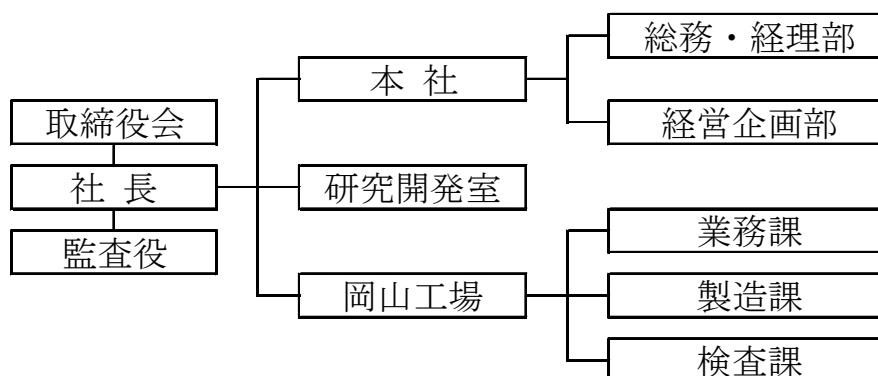 総務・経理部
本 社
取締役会
経営企画部
社 長
研究開発室
監査役
業務課
岡山工場
製造課
検査課